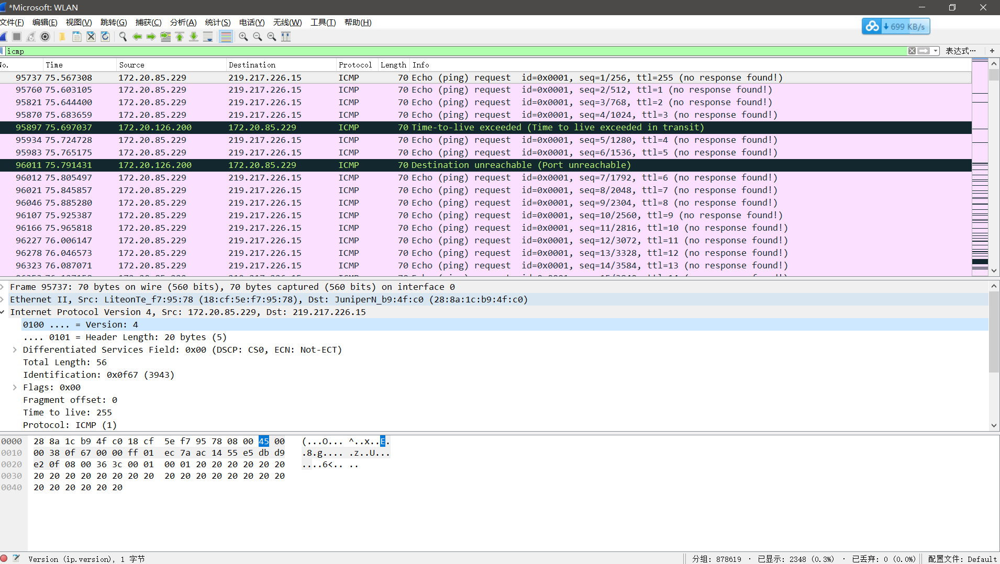 *Microsoft: WLAN
文件(F) 编辑(E) 视图(V) 跳转(G) 捕获(C) 分析(A) 统计(S) 电话(Y) 无线(W) 工具(T) 帮助(H)
699 KB/s
icmp 表达式… +
No. Time Source Destination Protocol Length Info
95737 75.567308 172.20.85.229 219.217.226.15 ICMP 70 Echo (ping) request id=0x0001, seq=1/256, ttl=255 (no response found!)
95760 75.603105 172.20.85.229 219.217.226.15 ICMP 70 Echo (ping) request id=0x0001, seq=2/512, ttl=1 (no response found!)
95821 75.644400 172.20.85.229 219.217.226.15 ICMP 70 Echo (ping) request id=0x0001, seq=3/768, ttl=2 (no response found!)
95870 75.683659 172.20.85.229 219.217.226.15 ICMP 70 Echo (ping) request id=0x0001, seq=4/1024, ttl=3 (no response found!)
95897 75.697037 172.20.126.200 172.20.85.229 ICMP 70 Time-to-live exceeded (Time to live exceeded in transit)
95934 75.724728 172.20.85.229 219.217.226.15 ICMP 70 Echo (ping) request id=0x0001, seq=5/1280, ttl=4 (no response found!)
95983 75.765175 172.20.85.229 219.217.226.15 ICMP 70 Echo (ping) request id=0x0001, seq=6/1536, ttl=5 (no response found!)
96011 75.791431 172.20.126.200 172.20.85.229 ICMP 70 Destination unreachable (Port unreachable)
96012 75.805497 172.20.85.229 219.217.226.15 ICMP 70 Echo (ping) request id=0x0001, seq=7/1792, ttl=6 (no response found!)
96021 75.845857 172.20.85.229 219.217.226.15 ICMP 70 Echo (ping) request id=0x0001, seq=8/2048, ttl=7 (no response found!)
96046 75.885280 172.20.85.229 219.217.226.15 ICMP 70 Echo (ping) request id=0x0001, seq=9/2304, ttl=8 (no response found!)
96107 75.925387 172.20.85.229 219.217.226.15 ICMP 70 Echo (ping) request id=0x0001, seq=10/2560, ttl=9 (no response found!)
96166 75.965818 172.20.85.229 219.217.226.15 ICMP 70 Echo (ping) request id=0x0001, seq=11/2816, ttl=10 (no response found!)
96227 76.006147 172.20.85.229 219.217.226.15 ICMP 70 Echo (ping) request id=0x0001, seq=12/3072, ttl=11 (no response found!)
96278 76.046573 172.20.85.229 219.217.226.15 ICMP 70 Echo (ping) request id=0x0001, seq=13/3328, ttl=12 (no response found!)
96323 76.087071 172.20.85.229 219.217.226.15 ICMP 70 Echo (ping) request id=0x0001, seq=14/3584, ttl=13 (no response found!)
Frame 95737: 70 bytes on wire (560 bits), 70 bytes captured (560 bits) on interface 0
Ethernet II, Src: LiteonTe_f7:95:78 (18:cf:5e:f7:95:78), Dst: JuniperN_b9:4f:c0 (28:8a:1c:b9:4f:c0)
Internet Protocol Version 4, Src: 172.20.85.229, Dst: 219.217.226.15
0100 .... = Version: 4
.... 0101 = Header Length: 20 bytes (5)
Differentiated Services Field: 0x00 (DSCP: CS0, ECN: Not-ECT)
Total Length: 56
Identification: 0x0f67 (3943)
Flags: 0x00
Fragment offset: 0
Time to live: 255
Protocol: ICMP (1)
0000 28 8a 1c b9 4f c0 18 cf 5e f7 95 78 08 00 45 00 (...O... ^..x..E.
0010 00 38 0f 67 00 00 ff 01 ec 7a ac 14 55 e5 db d9 .8.g.... .z..U...
0020 e2 0f 08 00 36 3c 00 01 00 01 20 20 20 20 20 20 ....6<.. ..
0030 20 20 20 20 20 20 20 20 20 20 20 20 20 20 20 20
0040 20 20 20 20 20 20
Version (ip.version), 1 字节 分组: 878619 · 已显示: 2348 (0.3%) · 已丢弃: 0 (0.0%) 配置文件: Default